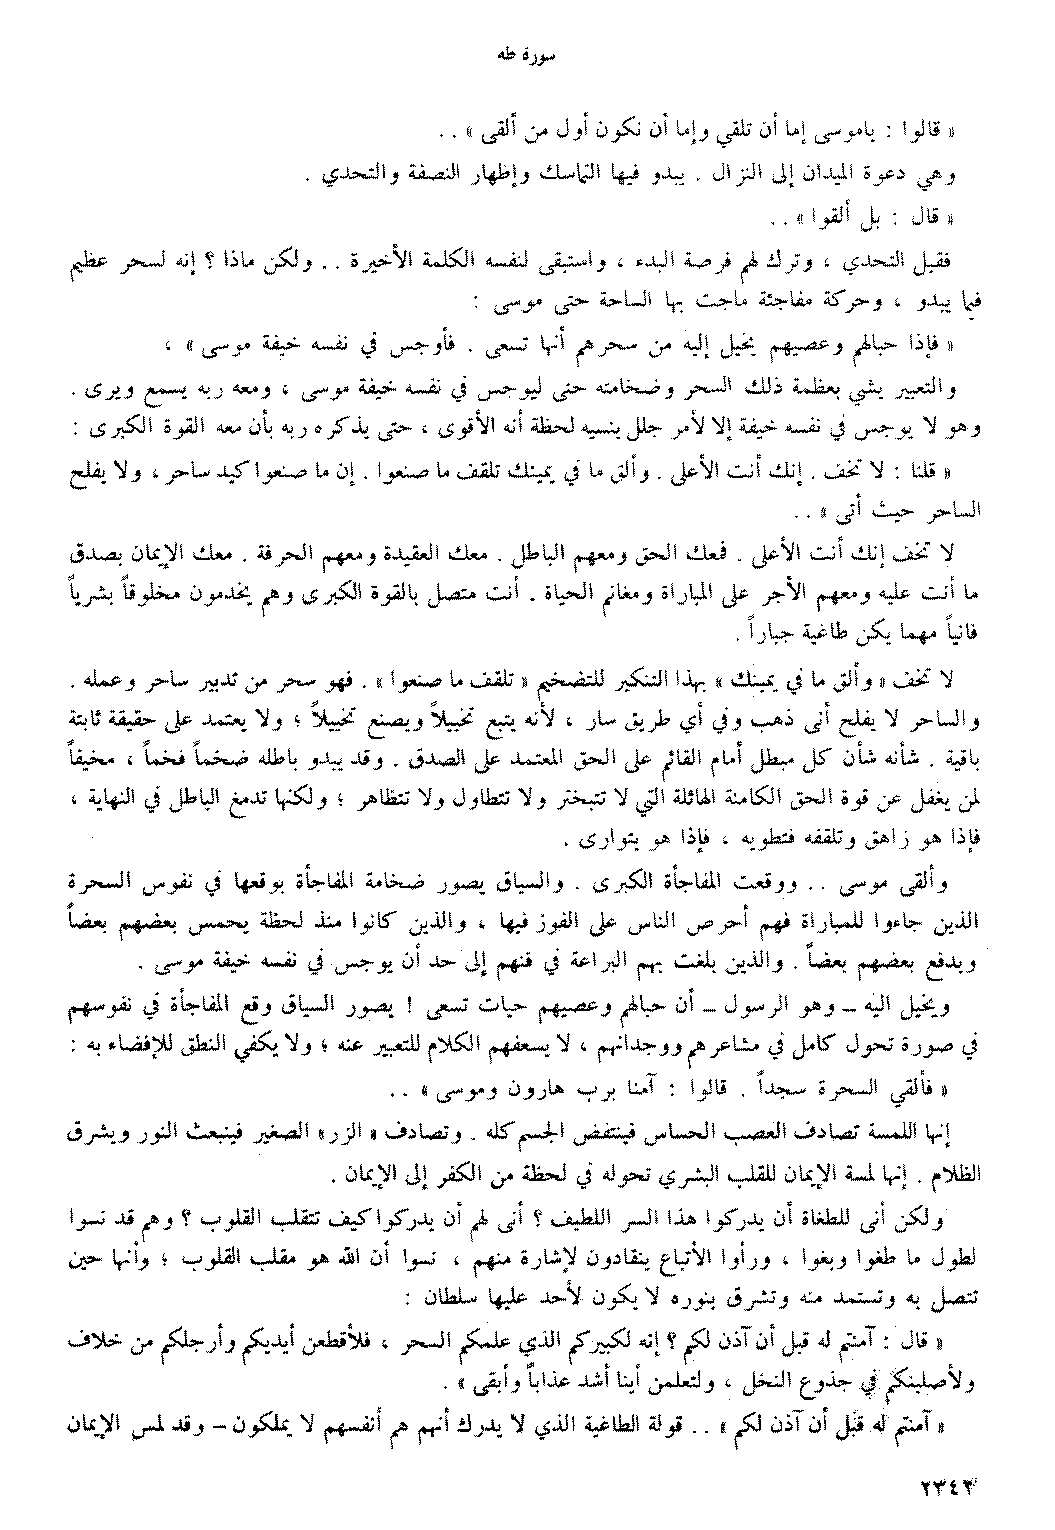 سورة طه
« قالوا : ياموسى إما أن تلقي وإما أن نكون أول من ألقى » . .
وهي دعوة الميدان إلى النزال . يبدو فيها التماسك وإظهار النصفة والتحدي .
« قال : بل ألقوا » . .
فقبل التحدي ، وترك لهم فرصة البدء ، واستبقى لنفسه الكلمة الأخيرة . . ولكن ماذا ؟ إنه لسحر عظيم
فيما يبدو ، وحركة مفاجئة ماجت بها الساحة حتى موسى :
« فإذا حبالهم وعصيهم يخيل إليه من سحرهم أنها تسعى . فأوجس في نفسه خيفة موسى » ،
والتعبير يشي بعظمة ذلك السحر وضخامته حتى ليوجس في نفسه خيفة موسى ، ومعه ربه يسمع ويرى .
وهو لا يوجس في نفسه خيفة إلا لأمر جلل ينسيه لحظة أنه الأقوى ، حتى يذكره ربه بأن معه القوة الكبرى :
« قلنا : لا تخف . إنك أنت الأعلى . وألق ما في يمينك تلقف ما صنعوا . إن ما صنعوا كيد ساحر ، ولا يفلح
الساحر حيث أتى » . .
لا تخف إنك أنت الأعلى . فمعك الحق ومعهم الباطل . معك العقيدة ومعهم الحرفة . معك الإيمان بصدق
ما أنت عليه ومعهم الأجر على المباراة ومغانم الحياة . أنت متصل بالقوة الكبرى وهم يخدمون مخلوقاً بشرياً
فانياً مهما يكن طاغية جباراً .
لا تخف « وألق ما في يمينك » بهذا التنكير للتضخيم « تلقف ما صنعوا » . فهو سحر من تدبير ساحر وعمله .
والساحر لا يفلح أنى ذهب وفي أي طريق سار ، لأنه يتبع تخييلاً ويصنع تخييلاً ؛ ولا يعتمد على حقيقة ثابتة
باقية . شأنه شأن كل مبطل أمام القائم على الحق المعتمد على الصدق . وقد يبدو باطله ضخماً فخماً ، مخيفاً
لمن يغفل عن قوة الحق الكامنة الهائلة التي لا تتبختر ولا تتطاول ولا تتظاهر ؛ ولكنها تدمغ الباطل في النهاية ،
فإذا هو زاهق وتلقفه فتطويه ، فإذا هو يتوارى .
وألقى موسى . . ووقعت المفاجأة الكبرى . والسياق يصور ضخامة المفاجأة بوقعها في نفوس السحرة
الذين جاءوا للمباراة فهم أحرص الناس على الفوز فيها ، والذين كانوا منذ لحظة يحمس بعضهم بعضاً
ويدفع بعضهم بعضاً . والذين بلغت بهم البراعة في فنهم إلى حد أن يوجس في نفسه خيفة موسى .
ويخيل اليه – وهو الرسول – أن حبالهم وعصيهم حيات تسعى ! يصور السياق وقع المفاجأة في نفوسهم
في صورة تحول كامل في مشاعرهم ووجدانهم ، لا يسعفهم الكلام للتعبير عنه ؛ ولا يكفي النطق للإفضاء به :
« فألقي السحرة سجداً . قالوا : آمنا برب هارون وموسى » . .
إنها اللمسة تصادف العصب الحساس فينتفض الجسم كله . وتصادف « الزر » الصغير فينبعث النور ويشرق
الظلام . إنها لمسة الإيمان للقلب البشري تحوله في لحظة من الكفر إلى الإيمان .
ولكن أنى للطغاة أن يدركوا هذا السر اللطيف ؟ أنى لهم أن يدركوا كيف تتقلب القلوب ؟ وهم قد نسوا
لطول ما طغوا وبغوا ، ورأوا الأتباع ينقادون لإشارة منهم ، نسوا أن الله هو مقلب القلوب ؛ وأنها حين
تتصل به وتستمد منه وتشرق بنوره لا يكون لأحد عليها سلطان :
« قال : آمنتم له قبل أن آذن لكم ؟ إنه لكبيركم الذي علمكم السحر ، فلأقطعن أيديكم وأرجلكم من خلاف
ولأصلبنكم في جذوع النخل ، ولتعلمن أينا أشد عذاباً وأبقى » .
« آمنتم له قبل أن آذن لكم » . . قولة الطاغية الذي لا يدرك أنهم هم أنفسهم لا يملكون – وقد لمس الإيمان
٢٣٤٢